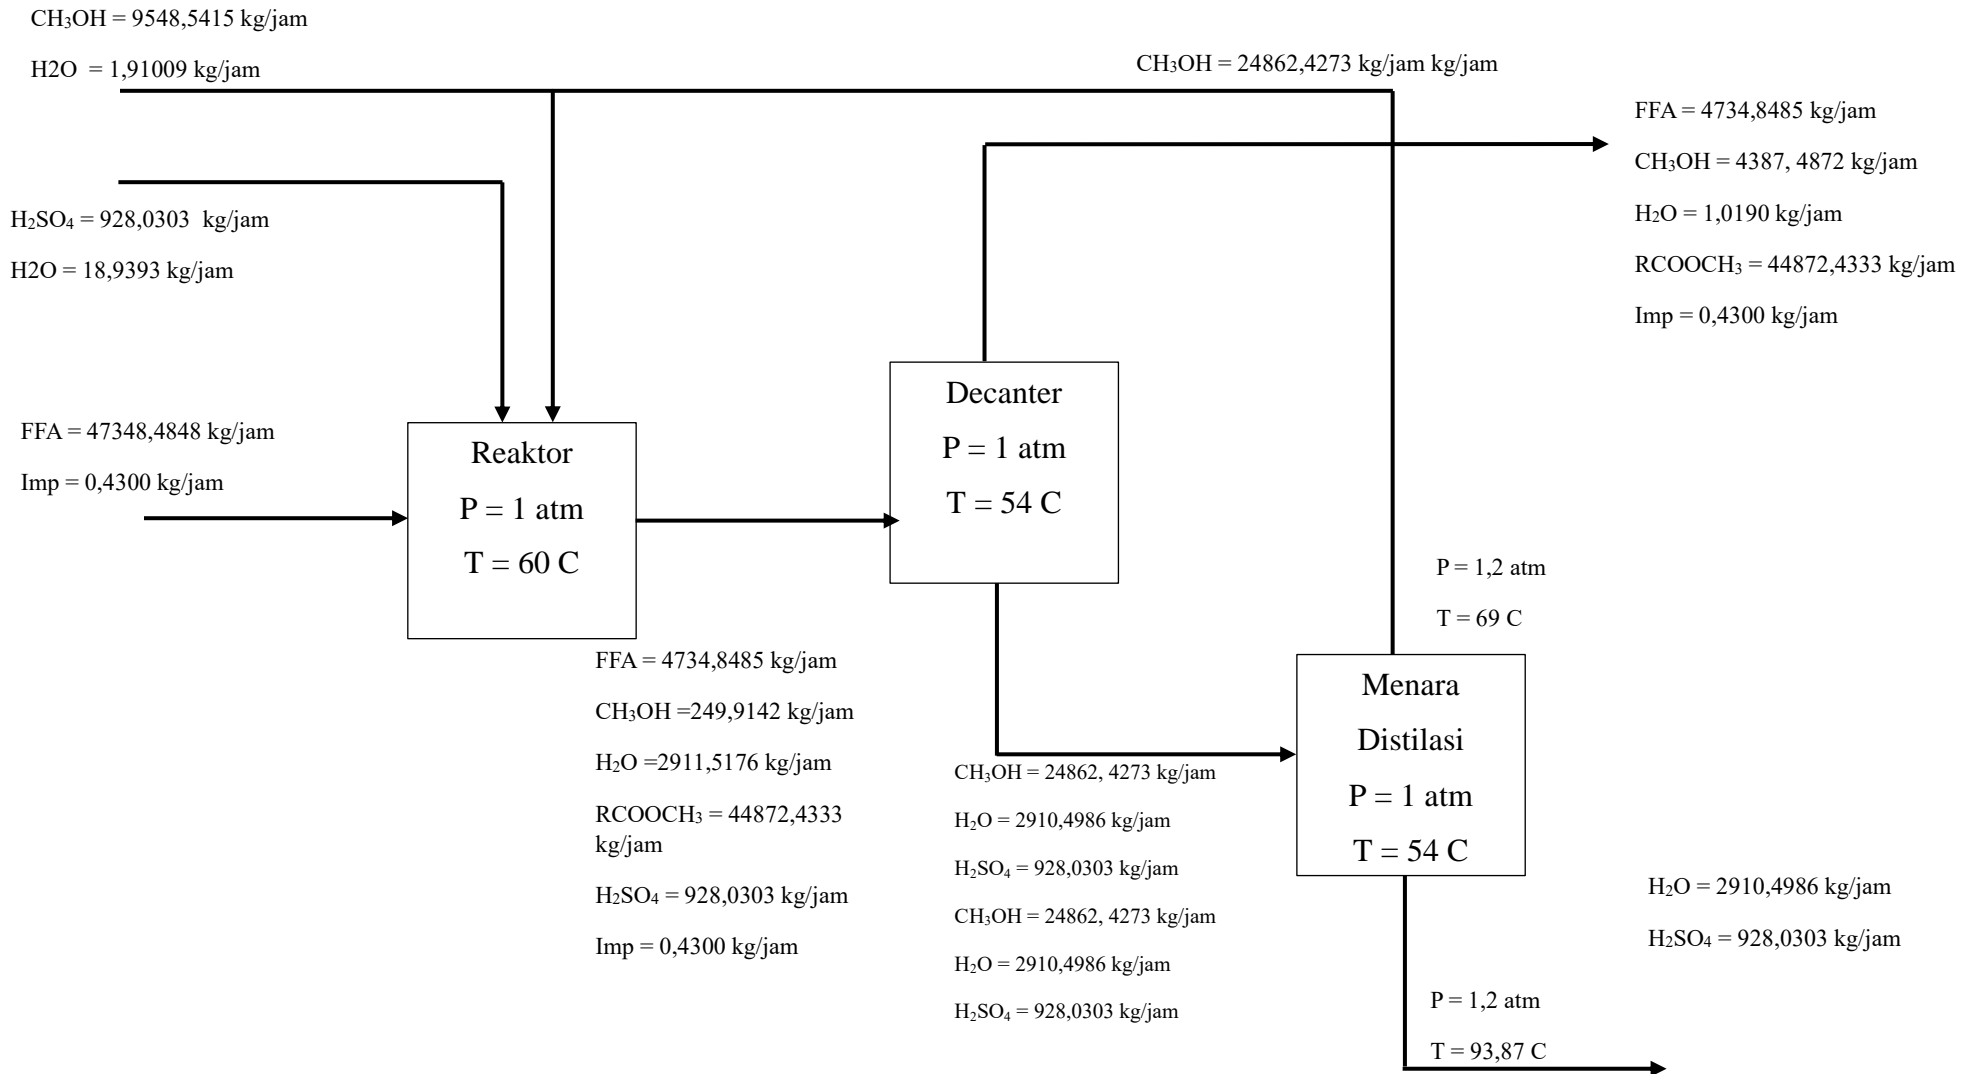 CH₃OH = 9548,5415 kg/jam
H2O  = 1,91009 kg/jam
CH₃OH = 24862,4273 kg/jam kg/jam
H₂SO₄ = 928,0303  kg/jam
H2O = 18,9393 kg/jam
FFA = 4734,8485 kg/jam
CH₃OH = 4387, 4872 kg/jam
H₂O = 1,0190 kg/jam
RCOOCH₃ = 44872,4333 kg/jam
Imp = 0,4300 kg/jam
FFA = 47348,4848 kg/jam
Imp = 0,4300 kg/jam
Reaktor
P = 1 atm
T = 60 C
Decanter
P = 1 atm
T = 54 C
FFA = 4734,8485 kg/jam
CH₃OH =249,9142 kg/jam
H₂O =2911,5176 kg/jam
RCOOCH₃ = 44872,4333
kg/jam
H₂SO₄ = 928,0303 kg/jam
Imp = 0,4300 kg/jam
CH₃OH = 24862, 4273 kg/jam
H₂O = 2910,4986 kg/jam
H₂SO₄ = 928,0303 kg/jam
CH₃OH = 24862, 4273 kg/jam
H₂O = 2910,4986 kg/jam
H₂SO₄ = 928,0303 kg/jam
P = 1,2 atm
T = 69 C
Menara
Distilasi
P = 1 atm
T = 54 C
H₂O = 2910,4986 kg/jam
H₂SO₄ = 928,0303 kg/jam
P = 1,2 atm
T = 93,87 C